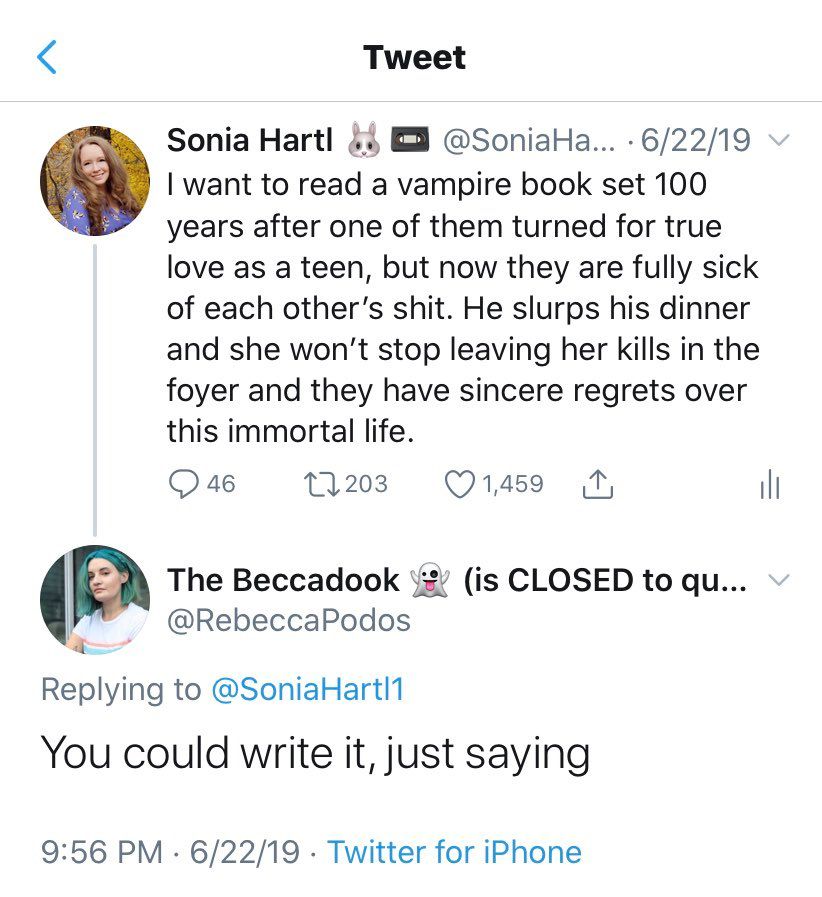 Tweet
Sonia Hartl 🐰📼 @SoniaHa... · 6/22/19
I want to read a vampire book set 100
years after one of them turned for true
love as a teen, but now they are fully sick
of each other’s shit. He slurps his dinner
and she won’t stop leaving her kills in the
foyer and they have sincere regrets over
this immortal life.
46 203 1,459
The Beccadook 👻 (is CLOSED to qu...
@RebeccaPodos
Replying to @SoniaHartl1
You could write it, just saying
9:56 PM · 6/22/19 · Twitter for iPhone